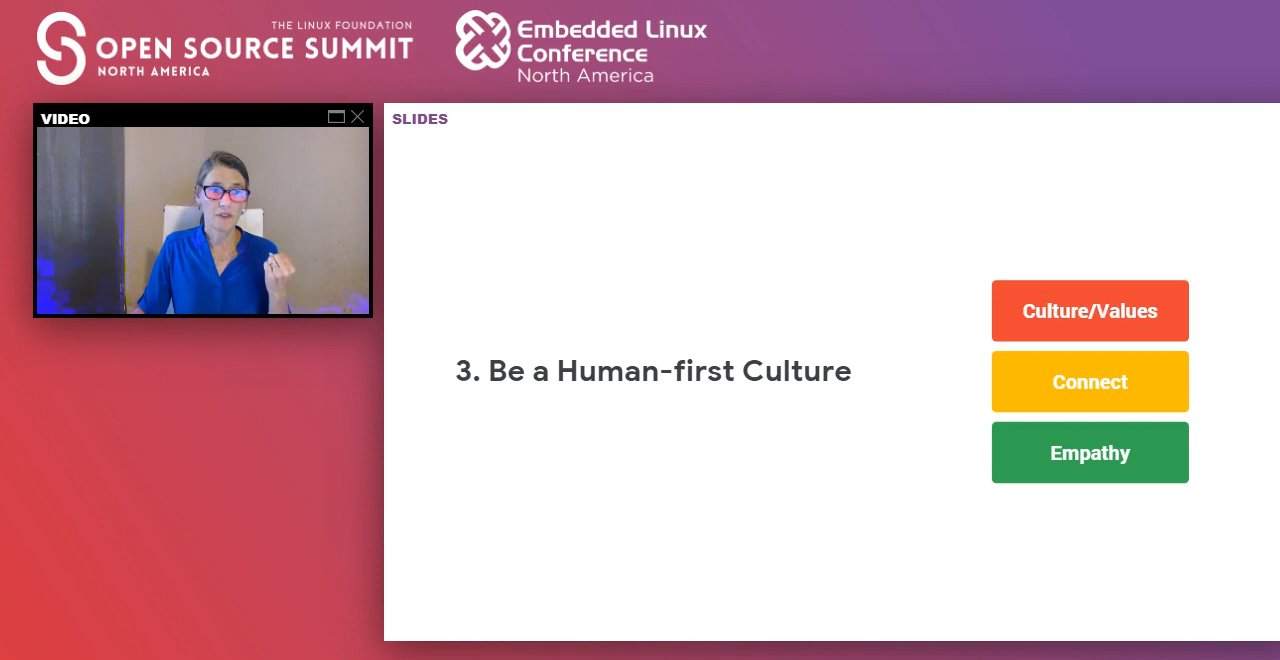 THE LINUX FOUNDATION
OPEN SOURCE SUMMIT
NORTH AMERICA
Embedded Linux
Conference
North America
VIDEO
SLIDES
3. Be a Human-first Culture
Culture/Values
Connect
Empathy